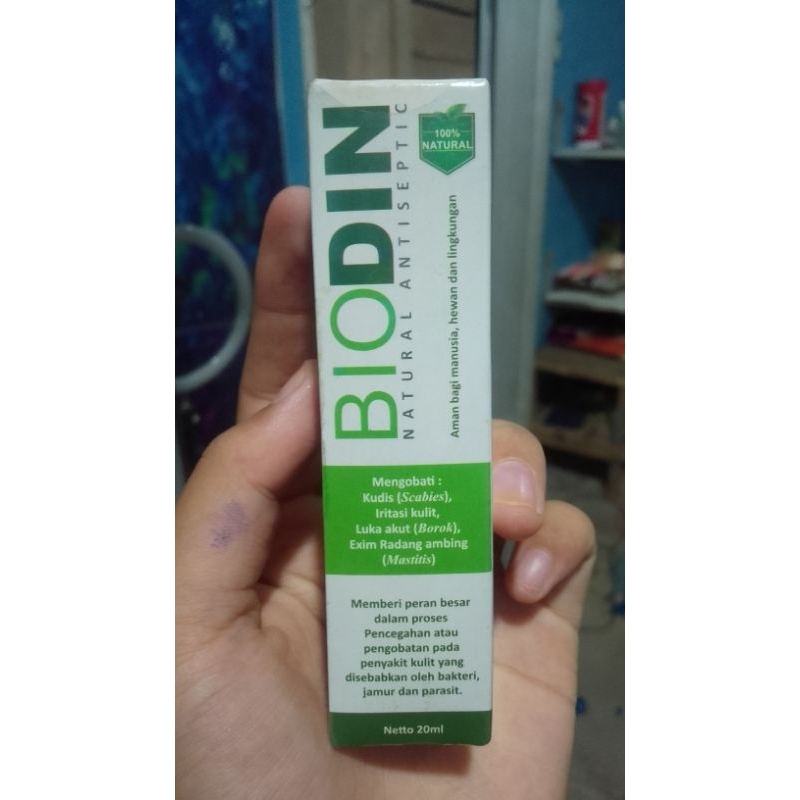 BIODIN
NATURAL ANTISEPTIC
100%
NATURAL
Aman bagi manusia, hewan dan lingkungan
Mengobati :
Kudis (Scabies),
Iritasi kulit,
Luka akut (Borok),
Exim Radang ambing
(Mastitis)
Memberi peran besar
dalam proses
Pencegahan atau
pengobatan pada
penyakit kulit yang
disebabkan oleh bakteri,
jamur dan parasit.
Netto 20ml